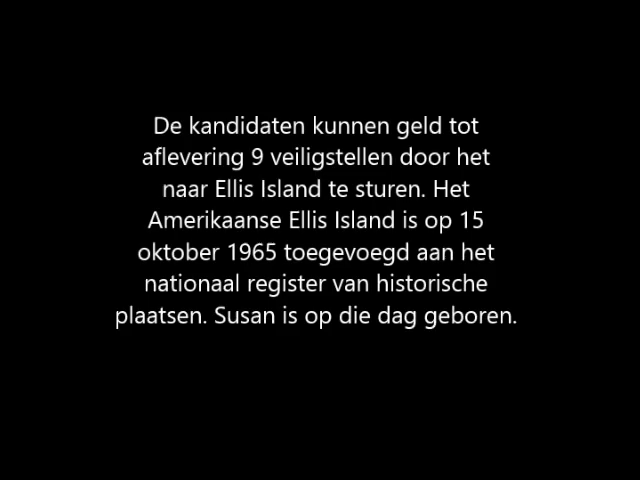 De kandidaten kunnen geld tot
aflevering 9 veiligstellen door het
naar Ellis Island te sturen. Het
Amerikaanse Ellis Island is op 15
oktober 1965 toegevoegd aan het
nationaal register van historische
plaatsen. Susan is op die dag geboren.